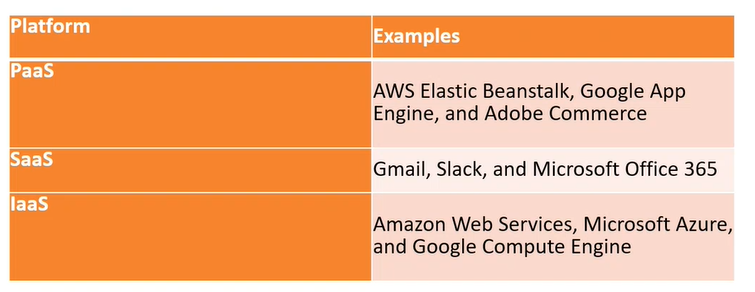 Platform
Examples
PaaS
AWS Elastic Beanstalk, Google App
Engine, and Adobe Commerce
SaaS
Gmail, Slack, and Microsoft Office 365
IaaS
Amazon Web Services, Microsoft Azure,
and Google Compute Engine